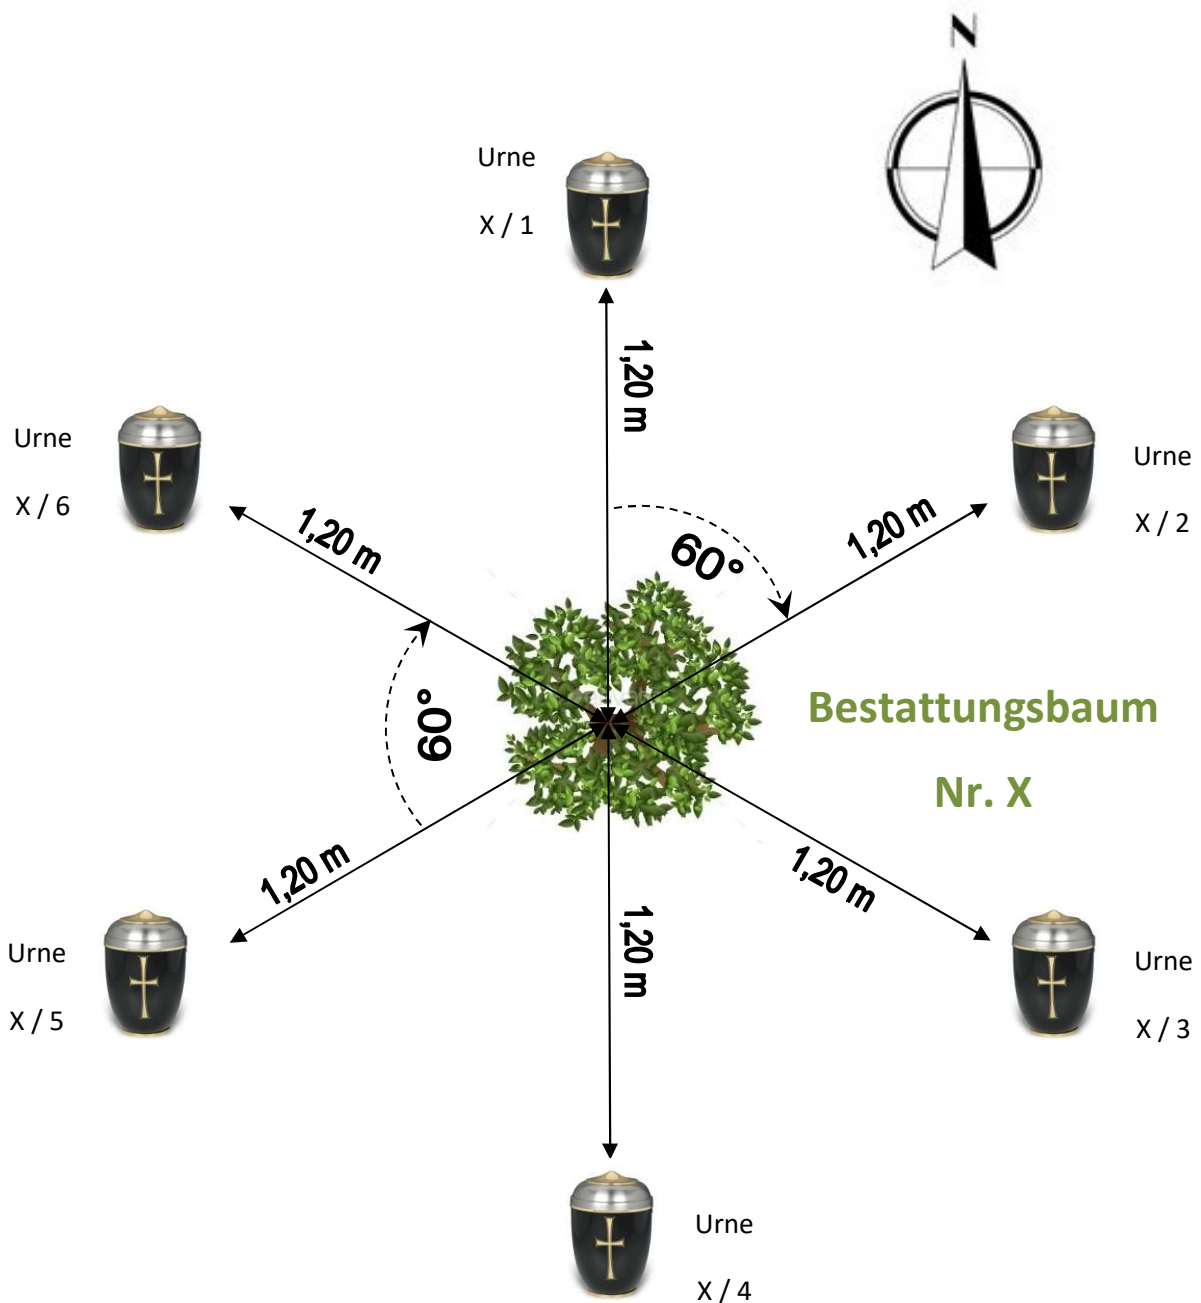 N
Urne
X / 1
1,20 m
Urne
X / 6
Urne
X / 2
1,20 m
1,20 m
60°
60°
Bestattungsbaum
Nr. X
1,20 m
1,20 m
1,20 m
Urne
X / 5
Urne
X / 3
Urne
X / 4